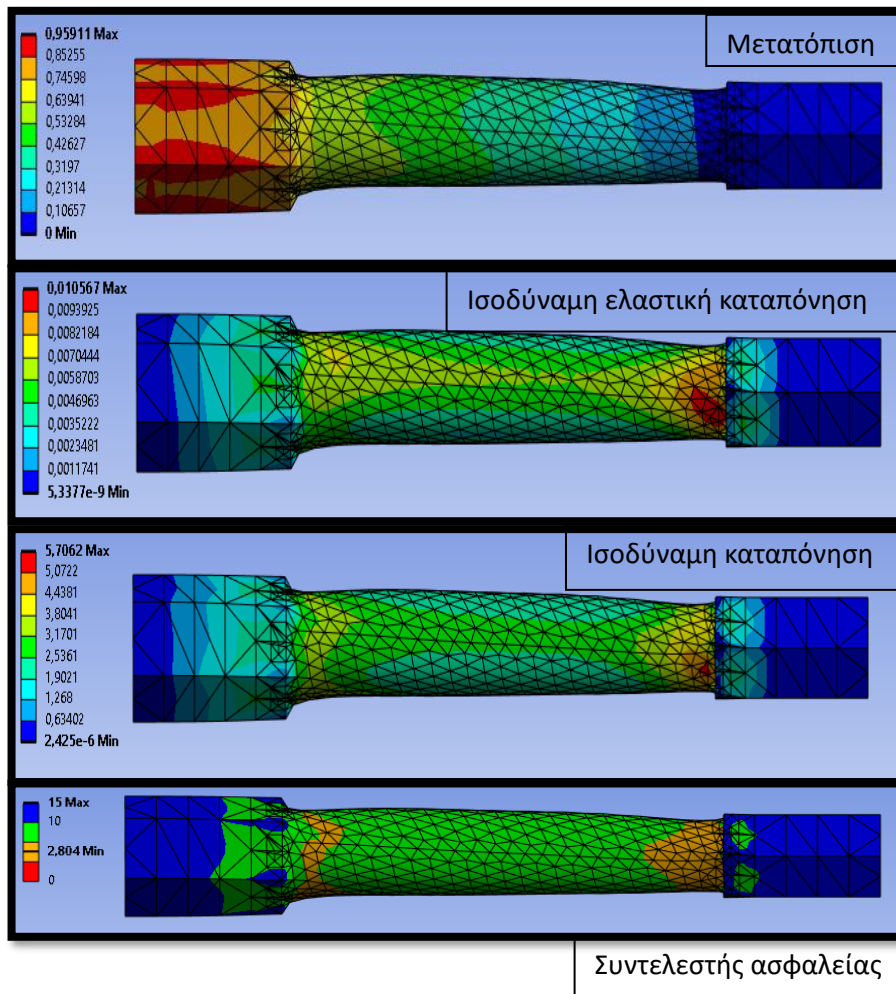 Μετατόπιση
0,95911 Max
0,85255
0,74598
0,63941
0,53284
0,42627
0,3197
0,21314
0,10657
0 Min
Ισοδύναμη ελαστική καταπόνηση
0,010567 Max
0,0093925
0,0082184
0,0070444
0,0058703
0,0046963
0,0035222
0,0023481
0,0011741
5,3377e-9 Min
Ισοδύναμη καταπόνηση
5,7062 Max
5,0722
4,4381
3,8041
3,1701
2,5361
1,9021
1,268
0,63402
2,425e-6 Min
15 Max
10
2,804 Min
0
Συντελεστής ασφαλείας